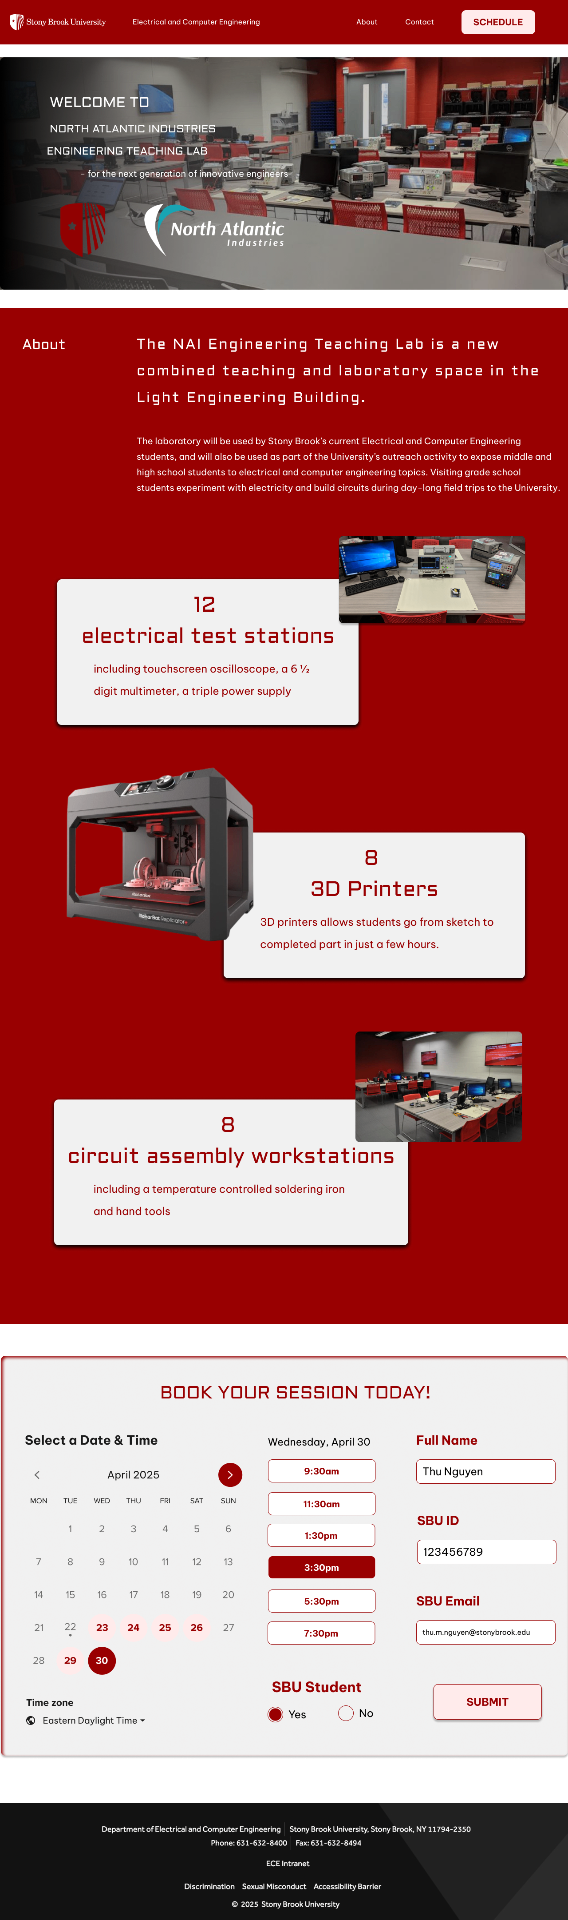 Stony Brook University
Electrical and Computer Engineering
About
Contact
SCHEDULE
WELCOME TO
NORTH ATLANTIC INDUSTRIES
ENGINEERING TEACHING LAB
- for the next generation of innovative engineers
North Atlantic
Industries
About
The NAI Engineering Teaching Lab is a new
combined teaching and laboratory space in the
Light Engineering Building.
The laboratory will be used by Stony Brook's current Electrical and Computer Engineering
students, and will also be used as part of the University's outreach activity to expose middle and
high school students to electrical and computer engineering topics. Visiting grade school
students experiment with electricity and build circuits during day-long field trips to the University.
12
electrical test stations
including touchscreen oscilloscope, a 6 ½
digit multimeter, a triple power supply
8
3D Printers
3D printers allows students go from sketch to
completed part in just a few hours.
8
circuit assembly workstations
including a temperature controlled soldering iron
and hand tools
BOOK YOUR SESSION TODAY!
Select a Date & Time
April 2025
MON TUE WED THU FRI SAT SUN
1 2 3 4 5 6
7 8 9 10 11 12 13
14 15 16 17 18 19 20
21 22 23 24 25 26 27
28 29 30
Time zone
Eastern Daylight Time
Wednesday, April 30
9:30am
11:30am
1:30pm
3:30pm
5:30pm
7:30pm
SBU Student
Yes
No
Full Name
Thu Nguyen
SBU ID
123456789
SBU Email
thu.m.nguyen@stonybrook.edu
SUBMIT
Department of Electrical and Computer Engineering | Stony Brook University, Stony Brook, NY 11794-2350
Phone: 631-632-8400 | Fax: 631-632-8494
ECE Intranet
Discrimination Sexual Misconduct Accessibility Barrier
© 2025 Stony Brook University